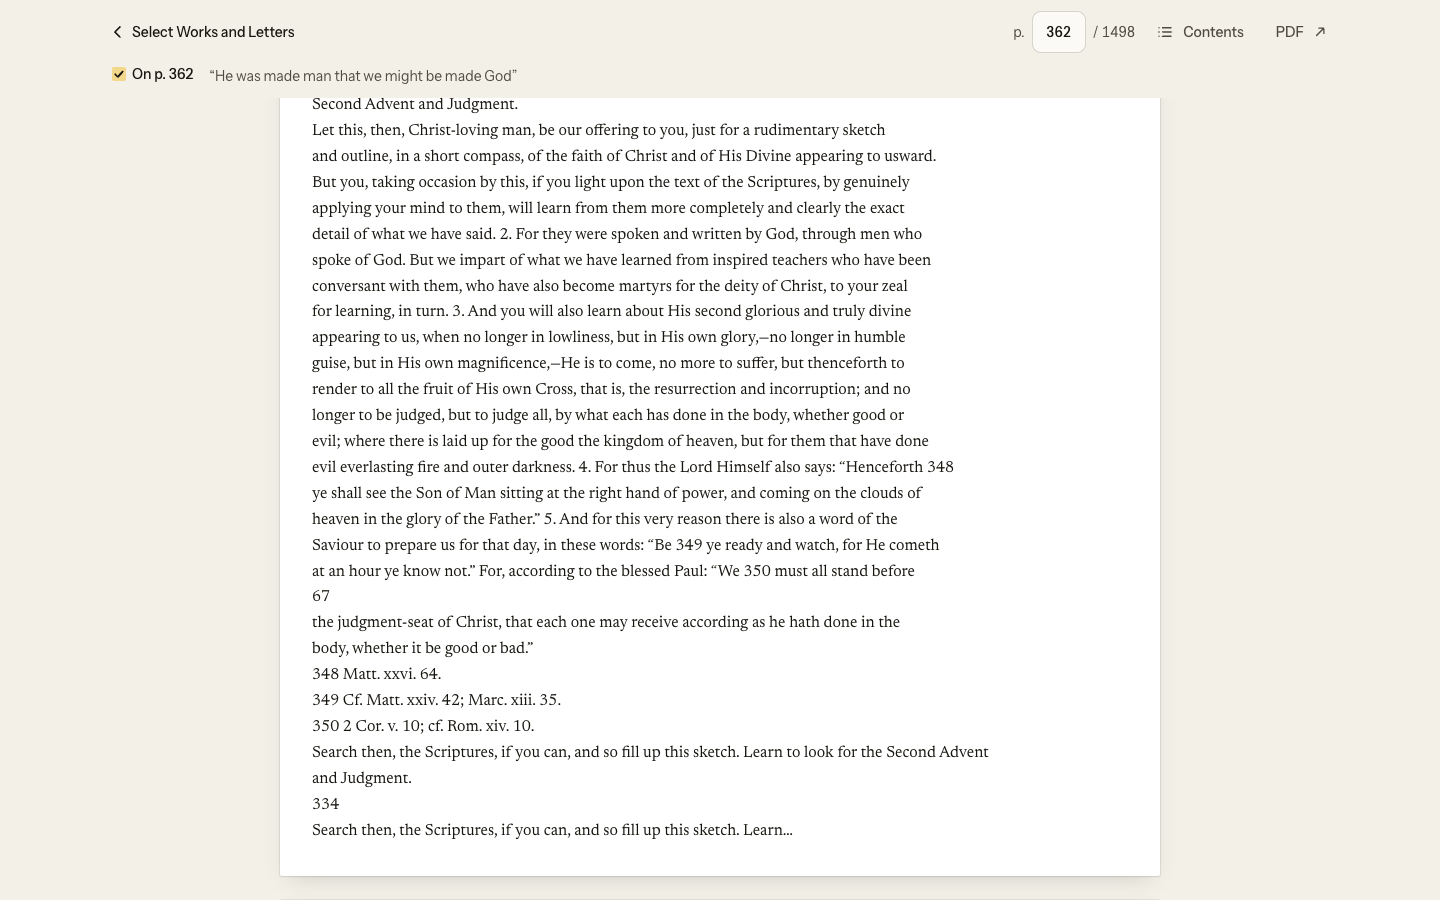 Select Works and Letters
p. 362 / 1498 Contents PDF
On p. 362 “He was made man that we might be made God”
Second Advent and Judgment.
Let this, then, Christ-loving man, be our offering to you, just for a rudimentary sketch
and outline, in a short compass, of the faith of Christ and of His Divine appearing to usward.
But you, taking occasion by this, if you light upon the text of the Scriptures, by genuinely
applying your mind to them, will learn from them more completely and clearly the exact
detail of what we have said. 2. For they were spoken and written by God, through men who
spoke of God. But we impart of what we have learned from inspired teachers who have been
conversant with them, who have also become martyrs for the deity of Christ, to your zeal
for learning, in turn. 3. And you will also learn about His second glorious and truly divine
appearing to us, when no longer in lowliness, but in His own glory,—no longer in humble
guise, but in His own magnificence,—He is to come, no more to suffer, but thenceforth to
render to all the fruit of His own Cross, that is, the resurrection and incorruption; and no
longer to be judged, but to judge all, by what each has done in the body, whether good or
evil; where there is laid up for the good the kingdom of heaven, but for them that have done
evil everlasting fire and outer darkness. 4. For thus the Lord Himself also says: “Henceforth 348
ye shall see the Son of Man sitting at the right hand of power, and coming on the clouds of
heaven in the glory of the Father.” 5. And for this very reason there is also a word of the
Saviour to prepare us for that day, in these words: “Be 349 ye ready and watch, for He cometh
at an hour ye know not.” For, according to the blessed Paul: “We 350 must all stand before
67
the judgment-seat of Christ, that each one may receive according as he hath done in the
body, whether it be good or bad.”
348 Matt. xxvi. 64.
349 Cf. Matt. xxiv. 42; Marc. xiii. 35.
350 2 Cor. v. 10; cf. Rom. xiv. 10.
Search then, the Scriptures, if you can, and so fill up this sketch. Learn to look for the Second Advent
and Judgment.
334
Search then, the Scriptures, if you can, and so fill up this sketch. Learn…